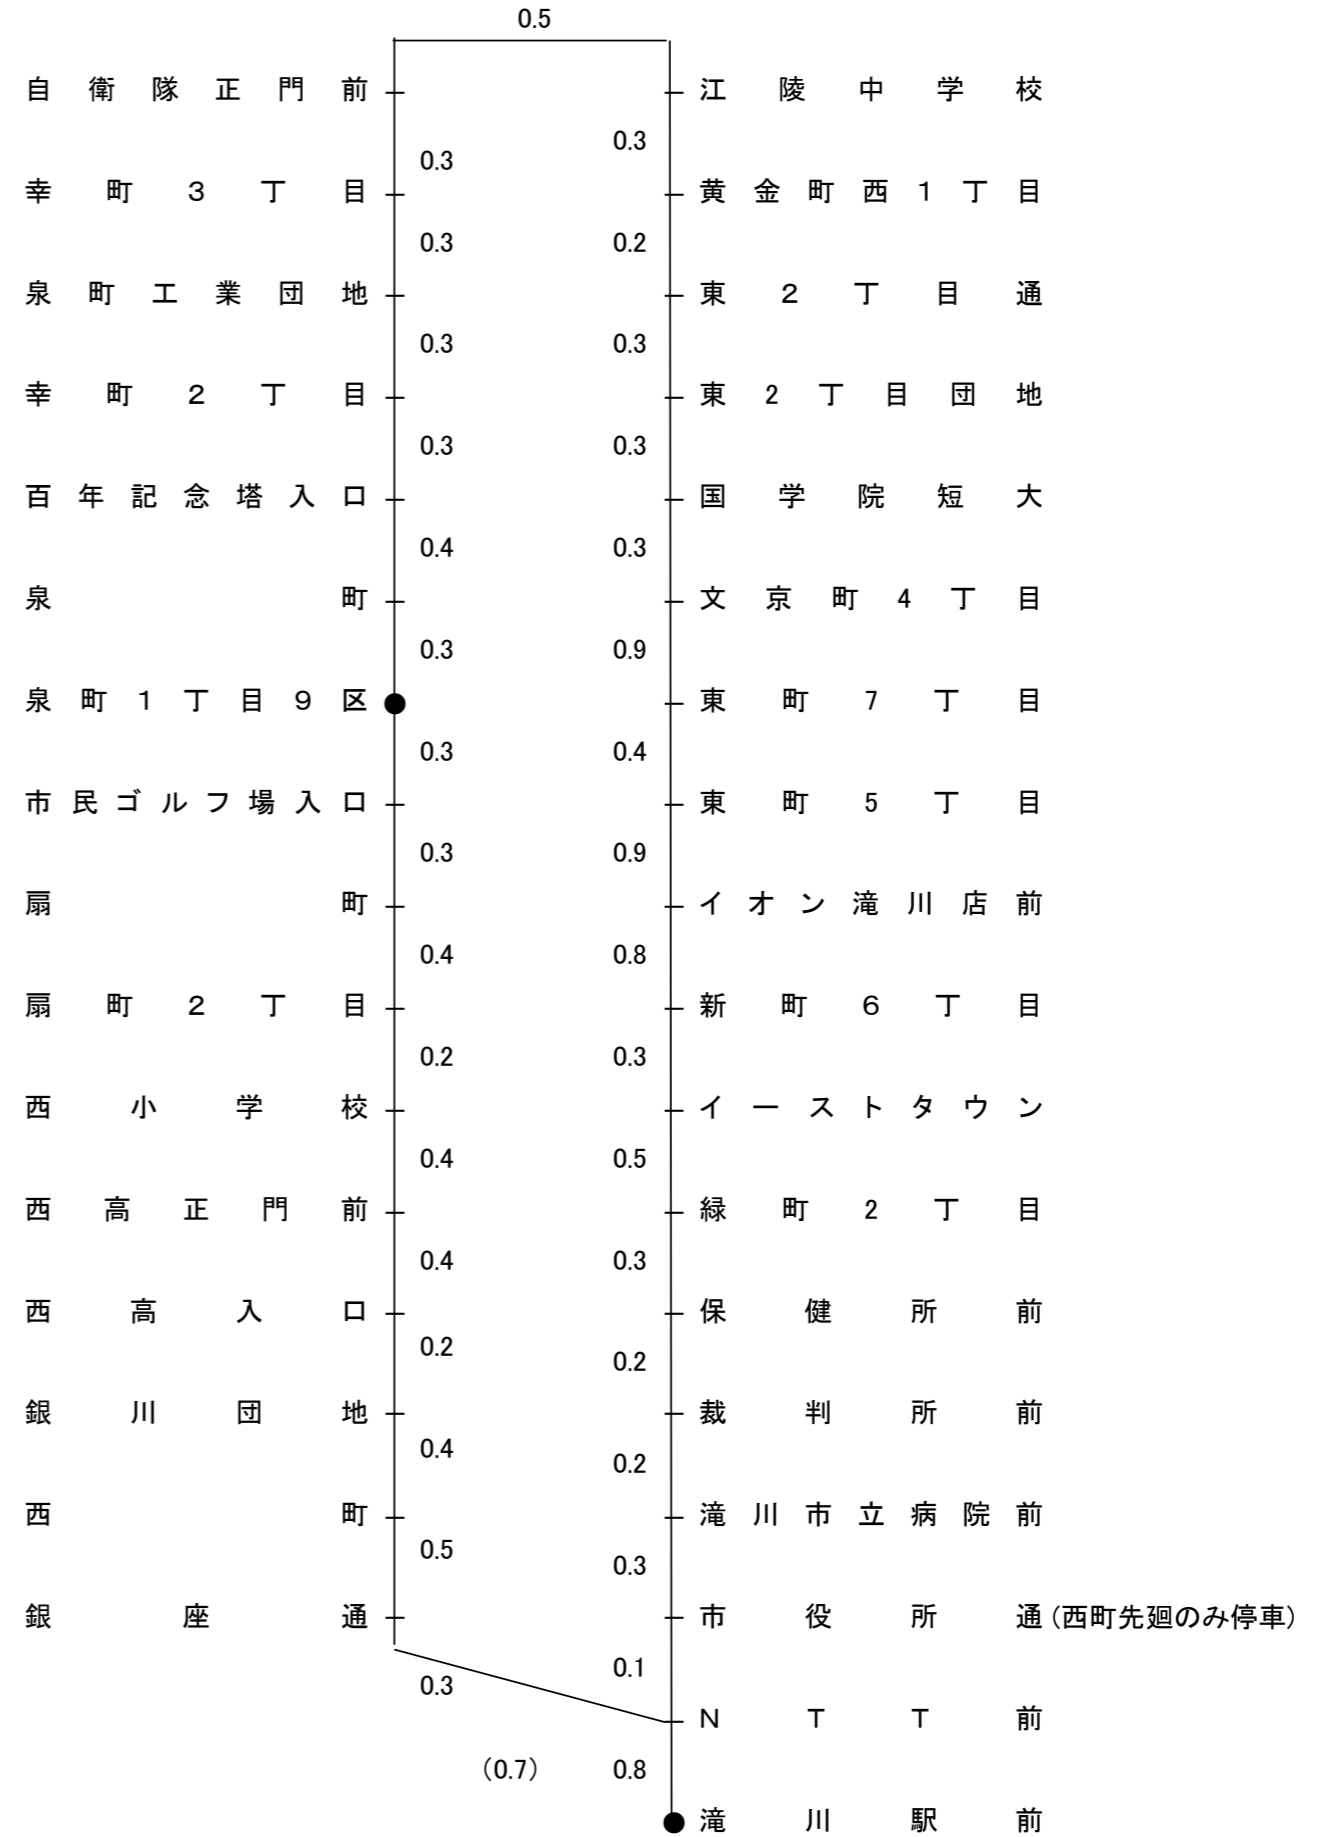 0.5
自衛隊正門前 江陵中学校
0.3 0.3
幸町３丁目 黄金町西１丁目
0.3 0.2
泉町工業団地 東２丁目通
0.3 0.3
幸町２丁目 東2丁目団地
0.3 0.3
百年記念塔入口 国学院短大
0.4 0.3
泉町 文京町4丁目
0.3 0.9
泉町1丁目9区 東町7丁目
0.3 0.4
市民ゴルフ場入口 東町5丁目
0.3 0.9
扇町 イオン滝川店前
0.4 0.8
扇町２丁目 新町６丁目
0.2 0.3
西小学校 イーストタウン
0.4 0.5
西高正門前 緑町2丁目
0.4 0.3
西高入口 保健所前
0.2 0.2
銀川団地 裁判所前
0.4 0.2
西町 滝川市立病院前
0.5 0.3
銀座通 市役所通(西町先廻のみ停車)
0.3 0.1
ＮＴＴ前
(0.7) 0.8
滝川駅前